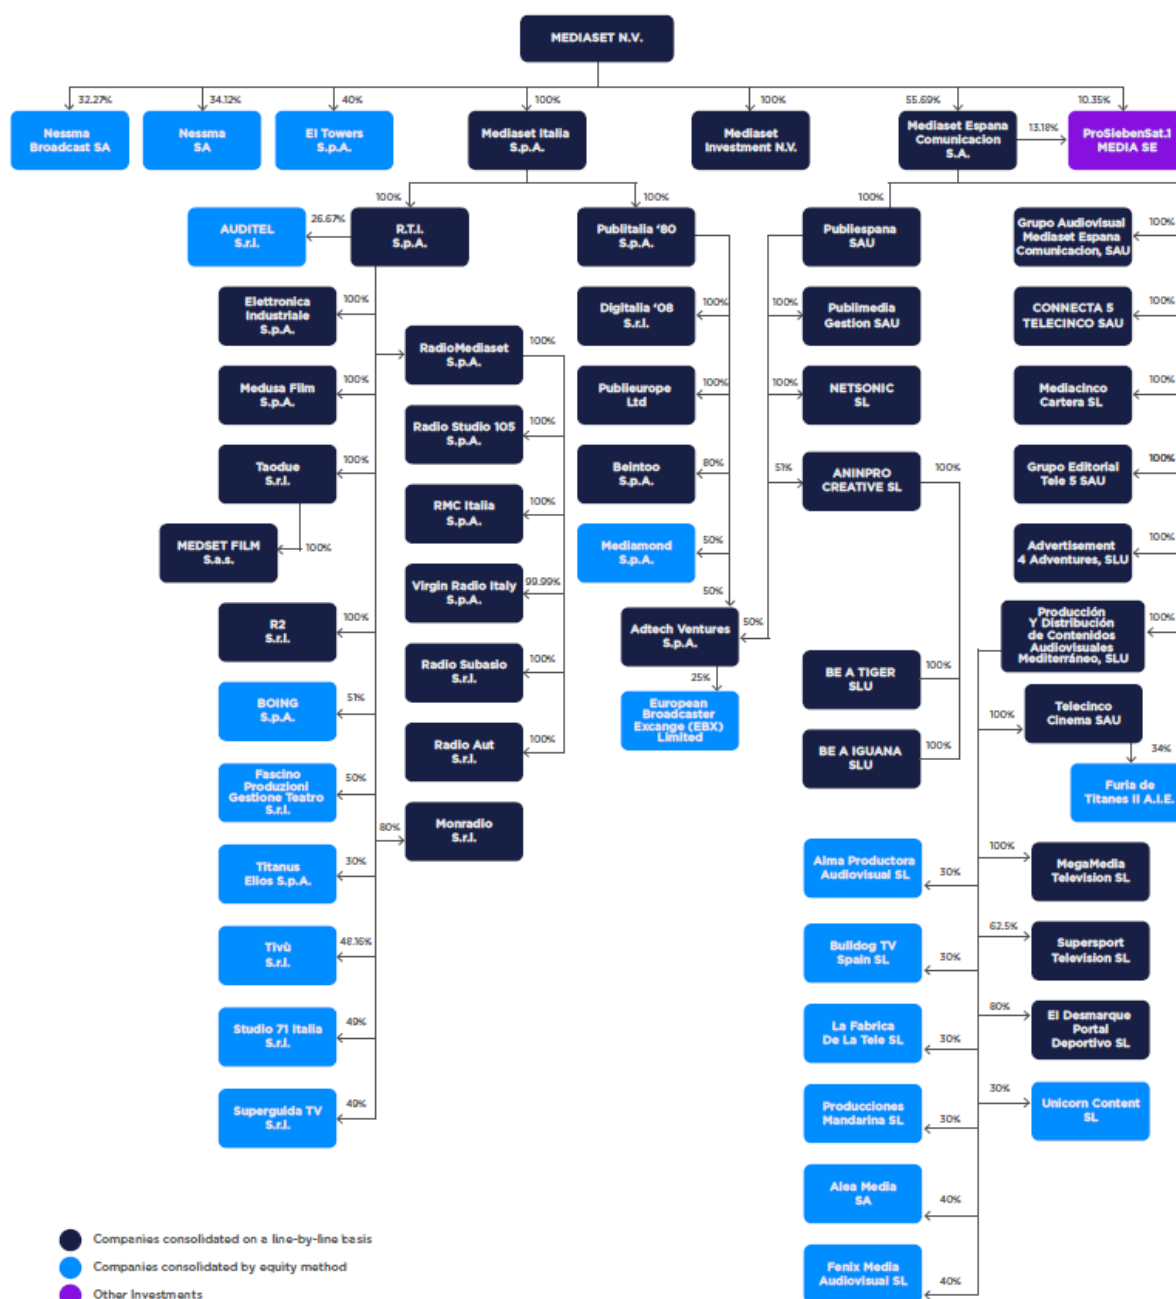 MEDIASET N.V.
32.27%
34.12%
40%
100%
100%
55.69%
10.35%
Nessma
Broadcast SA
Nessma
SA
EI Towers
S.p.A.
Mediaset Italia
S.p.A.
Mediaset
Investment N.V.
Mediaset Espana
Comunicacion
S.A.
13.18%
ProSiebenSat.1
MEDIA SE
100%
100%
100%
AUDITEL
S.r.l.
26.67%
R.T.I.
S.p.A.
Publitalia ‘80
S.p.A.
Publiespana
SAU
Grupo Audiovisual
Mediaset Espana
Comunicacion, SAU
100%
Elettronica
Industriale
S.p.A.
100%
RadioMediaset
S.p.A.
100%
Digitalia ‘08
S.r.l.
100%
100%
Publimedia
Gestion SAU
CONNECTA 5
TELECINCO SAU
100%
Medusa Film
S.p.A.
100%
Radio Studio 105
S.p.A.
100%
Publieurope
Ltd
100%
100%
NETSONIC
SL
Mediacinco
Cartera SL
100%
Taodue
S.r.l.
100%
RMC Italia
S.p.A.
100%
Beintoo
S.p.A.
80%
51%
ANINPRO
CREATIVE SL
100%
Grupo Editorial
Tele 5 SAU
100%
MEDSET FILM
S.a.s.
100%
Virgin Radio Italy
S.p.A.
99.99%
Mediamond
S.p.A.
50%
50%
Advertisement
4 Adventures, SLU
100%
R2
S.r.l.
100%
Radio Subasio
S.r.l.
100%
Adtech Ventures
S.p.A.
50%
25%
BE A TIGER
SLU
100%
Producción
Y Distribución
de Contenidos
Audiovisuales
Mediterráneo, SLU
100%
BOING
S.p.A.
51%
Radio Aut
S.r.l.
100%
European
Broadcaster
Excange (EBX)
Limited
BE A IGUANA
SLU
100%
100%
Telecinco
Cinema SAU
34%
Fascino
Produzioni
Gestione Teatro
S.r.l.
50%
80%
Monradio
S.r.l.
Furia de
Titanes II A.I.E.
Titanus
Elios S.p.A.
30%
Alma Productora
Audiovisual SL
30%
100%
MegaMedia
Television SL
Tivù
S.r.l.
48.16%
Bulldog TV
Spain SL
30%
62.5%
Supersport
Television SL
Studio 71 Italia
S.r.l.
49%
La Fabrica
De La Tele SL
30%
80%
El Desmarque
Portal
Deportivo SL
Superguida TV
S.r.l.
49%
Producciones
Mandarina SL
30%
30%
Unicorn Content
SL
Alea Media
SA
40%
Fenix Media
Audiovisual SL
40%
Companies consolidated on a line-by-line basis
Companies consolidated by equity method
Other Investments